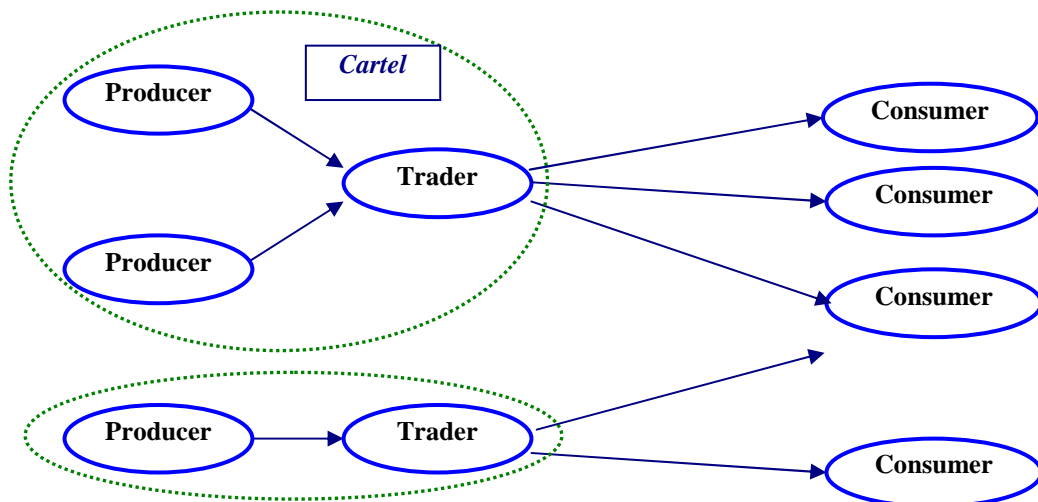 Cartel
Producer
Consumer
Trader
Consumer
Producer
Consumer
Producer
Trader
Consumer